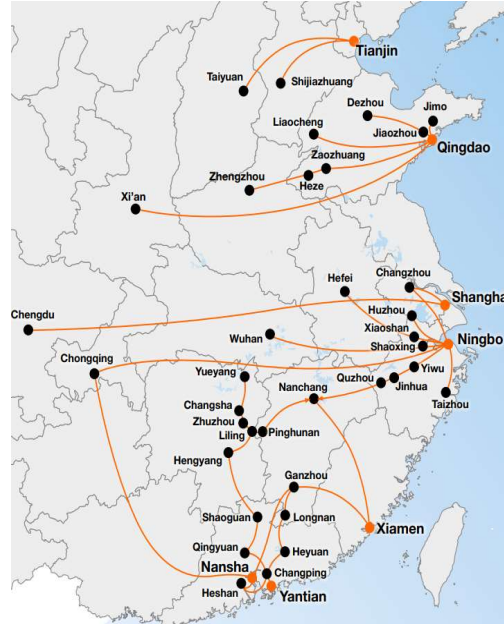 Tianjin
Taiyuan
Shijiazhuang
Dezhou
Jimo
Liaocheng
Jiaozhou
Qingdao
Zaozhuang
Zhengzhou
Heze
Xi'an
Hefei
Changzhou
Shangha
Huzhou
Chengdu
Xiaoshan
Wuhan
Shaoxing
Ningbo
Chongqing
Yueyang
Yiwu
Nanchang
Quzhou
Jinhua
Taizhou
Changsha
Zhuzhou
Liling
Pinghunan
Hengyang
Ganzhou
Shaoguan
Longnan
Xiamen
Qingyuan
Heyuan
Nansha
Changping
Heshan
Yantian